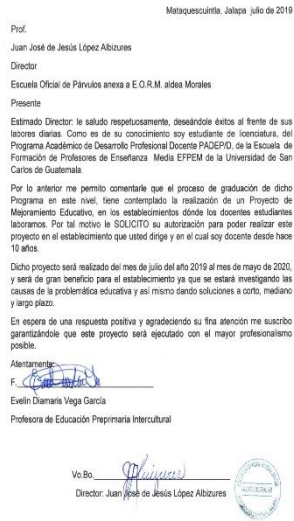 Mataquescuintla, Jalapa julio de 2019
Prof.
Juan José de Jesús López Albizures
Director
Escuela Oficial de Párvulos anexa a E.O.R.M. aldea Morales
Presente
Estimado Director: le saludo respetuosamente, deseándole éxitos al frente de sus
labores diarias. Como es de su conocimiento soy estudiante de licenciatura, del
Programa Académico de Desarrollo Profesional Docente PADEP/D, de la Escuela de
Formación de Profesores de Enseñanza Media EFPEM de la Universidad de San
Carlos de Guatemala.
Por lo anterior me permito comentarle que el proceso de graduación de dicho
Programa en este nivel, tiene contemplado la realización de un Proyecto de
Mejoramiento Educativo, en los establecimientos dónde los docentes estudiantes
laboramos. Por tal motivo le SOLICITO su autorización para poder realizar este
proyecto en el establecimiento que usted dirige y en el cual soy docente desde hace
10 años.
Dicho proyecto será realizado del mes de julio del año 2019 al mes de mayo de 2020,
y será de gran beneficio para el establecimiento ya que se estará investigando las
causas de la problemática educativa y así mismo dando soluciones a corto, mediano
y largo plazo.
En espera de una respuesta positiva y agradeciendo su fina atención me suscribo
garantizándole que este proyecto será ejecutado con el mayor profesionalismo
posible.
Atentamente:
F.
Evelin Diamaris Vega García
Profesora de Educación Preprimaria Intercultural
Vo.Bo.
Director: Juan José de Jesús López Albizures